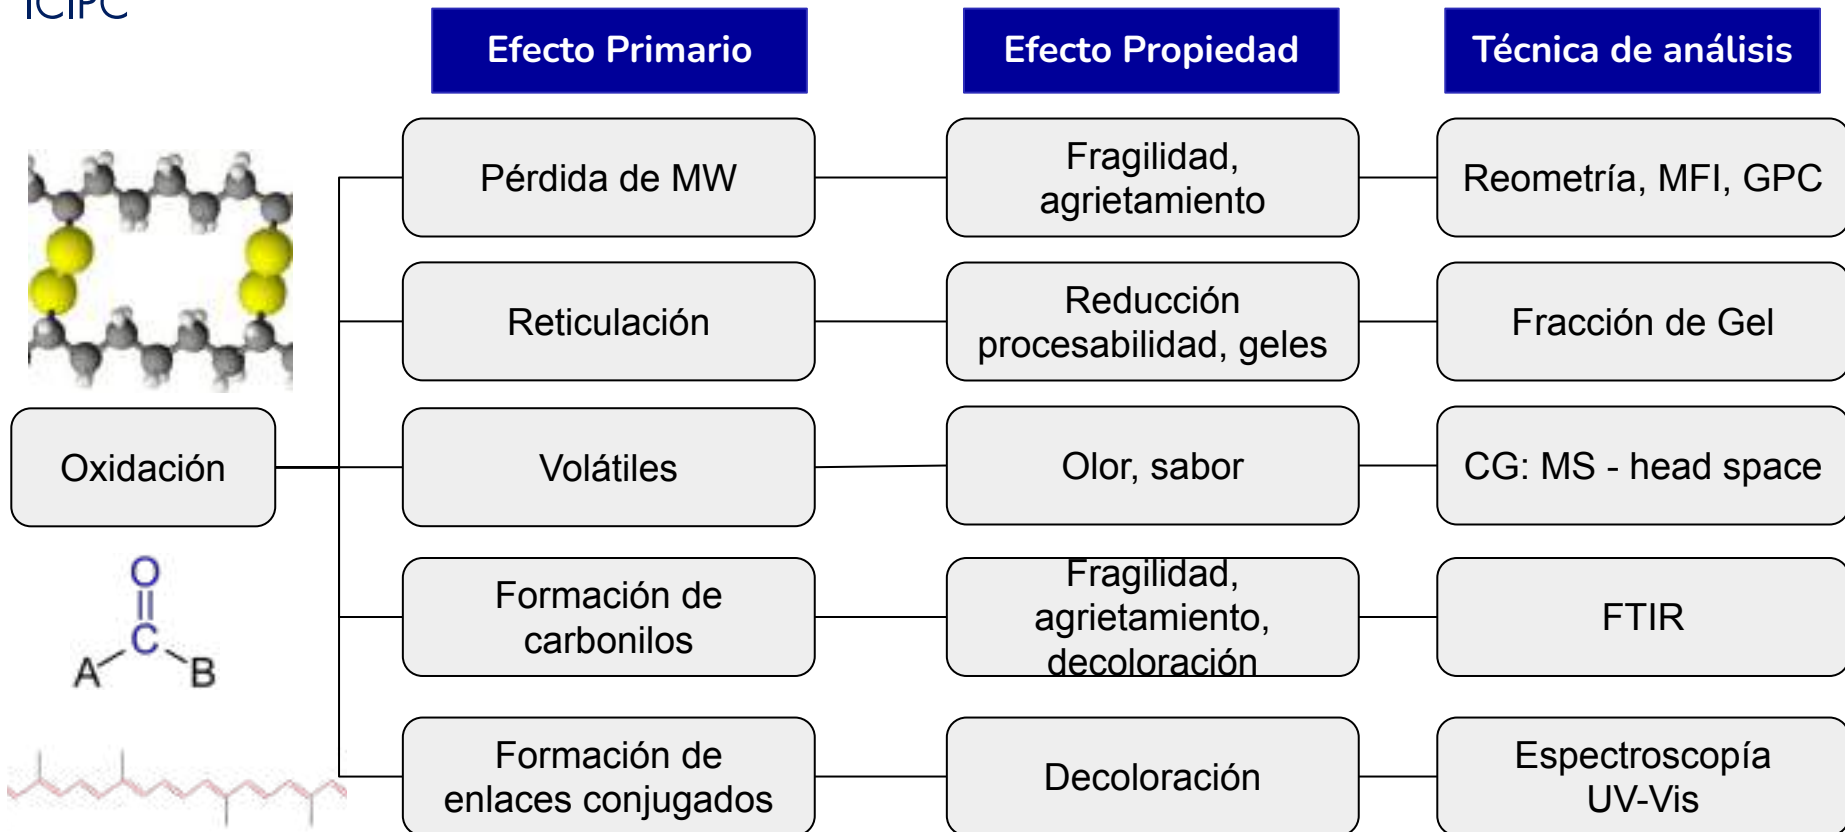 ICIPC
Efecto Primario
Efecto Propiedad
Técnica de análisis
Pérdida de MW
Fragilidad,
agrietamiento
Reometría, MFI, GPC
Reticulación
Reducción
procesabilidad, geles
Fracción de Gel
Oxidación
Volátiles
Olor, sabor
CG: MS - head space
Formación de
carbonilos
Fragilidad,
agrietamiento,
decoloración
FTIR
O
C
A
B
Formación de
enlaces conjugados
Decoloración
Espectroscopía
UV-Vis